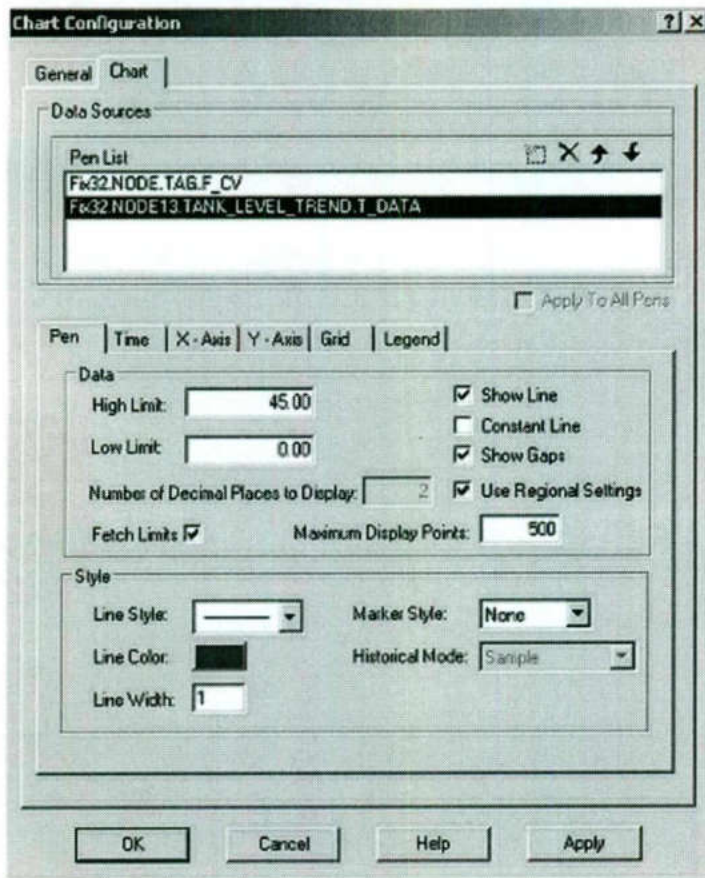 Chart Configuration
General Chart
Data Sources
Pen List
Fix32.NODE.TAG.F_CV
Fix32.NODE13.TANK_LEVEL_TREND.T_DATA
Apply To All Pens
Pen Time X - Axis Y - Axis Grid Legend
Data
High Limit: 45.00 Show Line
Constant Line
Low Limit: 0.00 Show Gaps
Number of Decimal Places to Display: 2 Use Regional Settings
Fetch Limits Maximum Display Points: 500
Style
Line Style: Marker Style: None
Line Color: Historical Mode: Sample
Line Width: 1
OK Cancel Help Apply